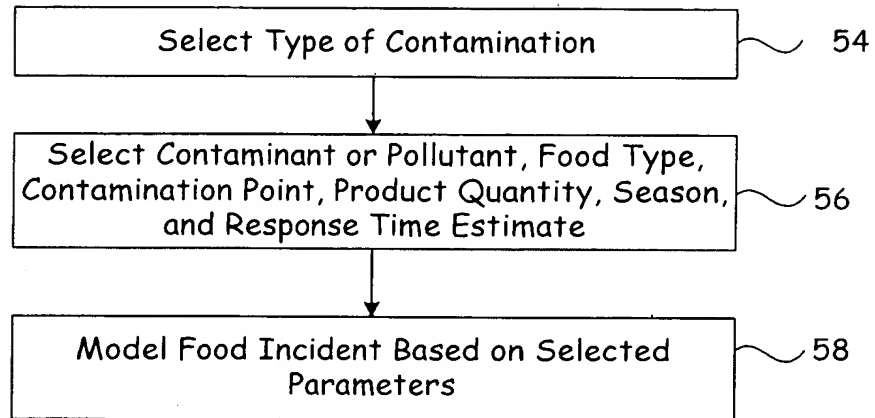 Select Type of Contamination
54
Select Contaminant or Pollutant, Food Type,
Contamination Point, Product Quantity, Season,
and Response Time Estimate
56
Model Food Incident Based on Selected
Parameters
58